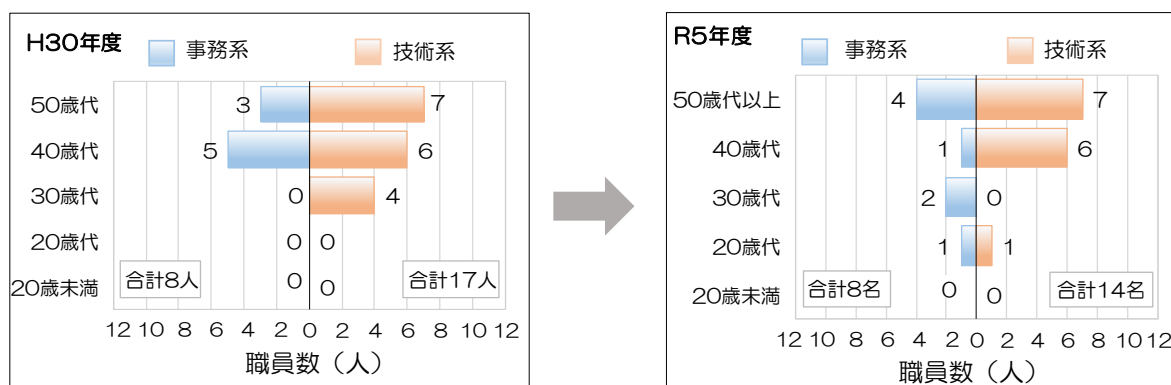 H30年度 事務系 技術系
50歳代 3 7
40歳代 5 6
30歳代 0 4
20歳代 0 0
20歳未満 0 0
合計8人 合計17人
12 10 8 6 4 2 0 2 4 6 8 10 12
職員数（人）
R5年度 事務系 技術系
50歳代以上 4 7
40歳代 1 6
30歳代 2 0
20歳代 1 1
20歳未満 0 0
合計8名 合計14名
12 10 8 6 4 2 0 2 4 6 8 10 12
職員数（人）